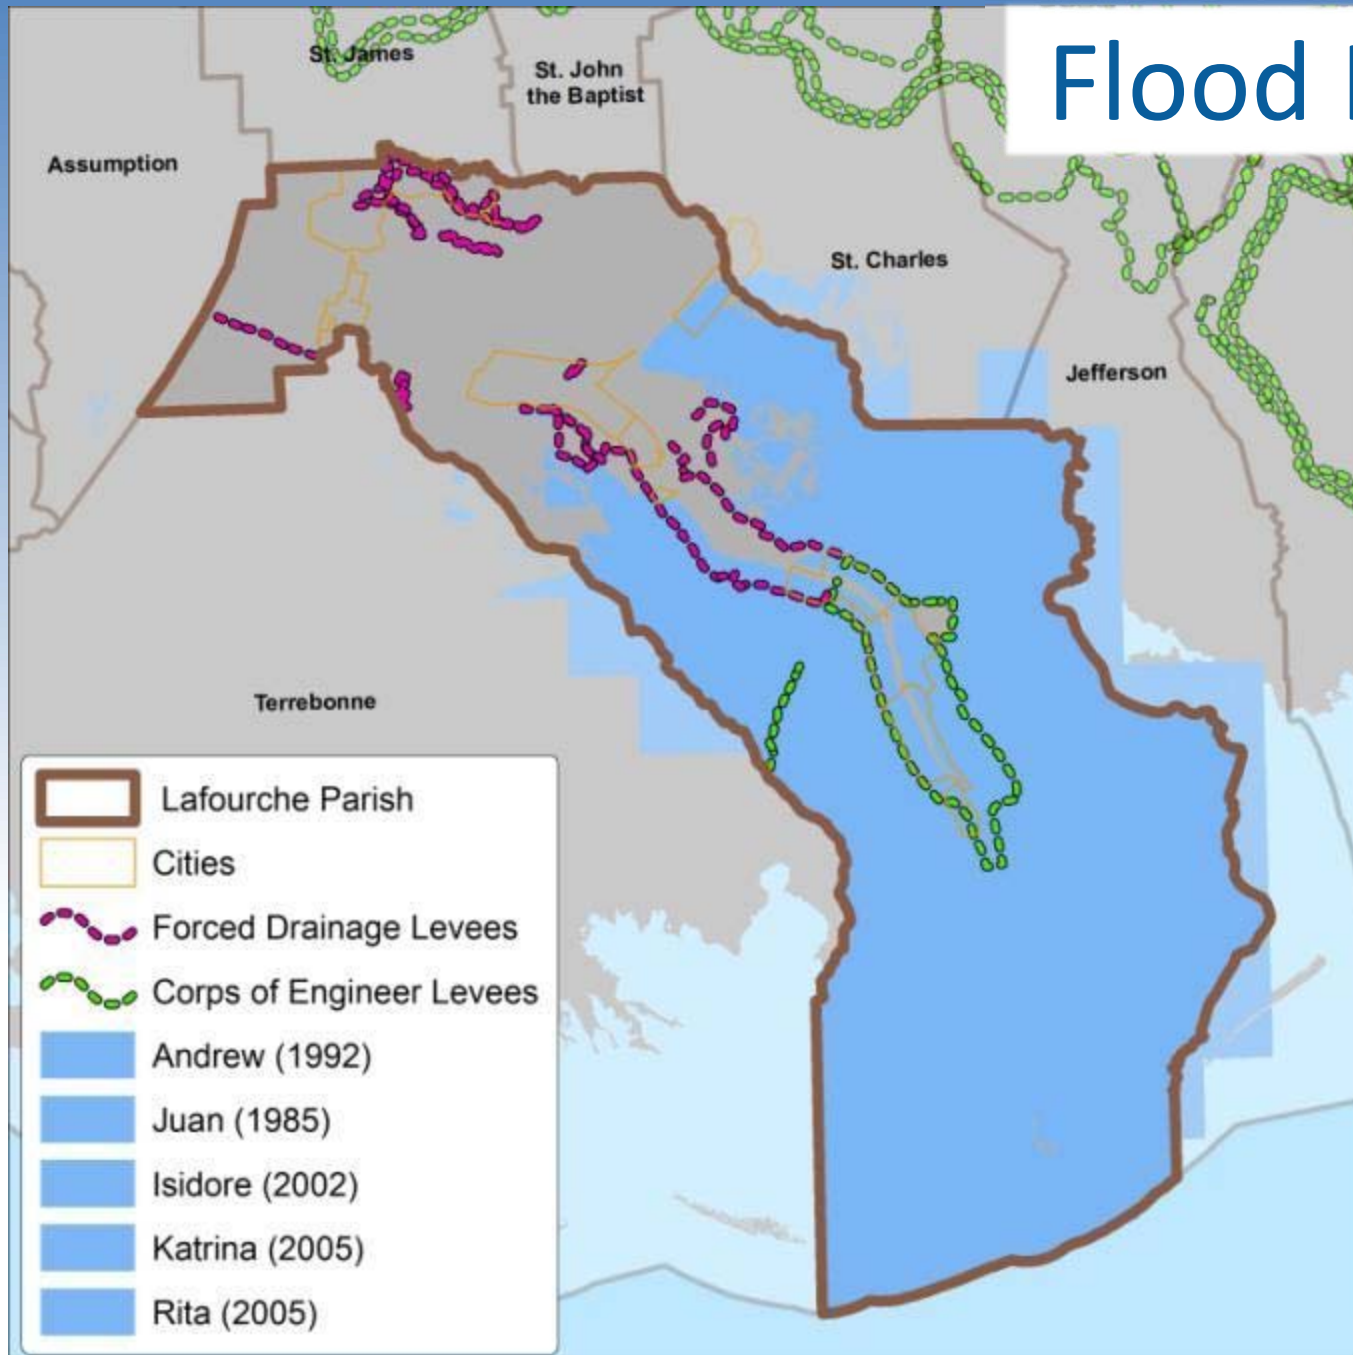 Flood
St. James
St. John
the Baptist
Assumption
St. Charles
Jefferson
Terrebonne
Lafourche Parish
Cities
Forced Drainage Levees
Corps of Engineer Levees
Andrew (1992)
Juan (1985)
Isidore (2002)
Katrina (2005)
Rita (2005)